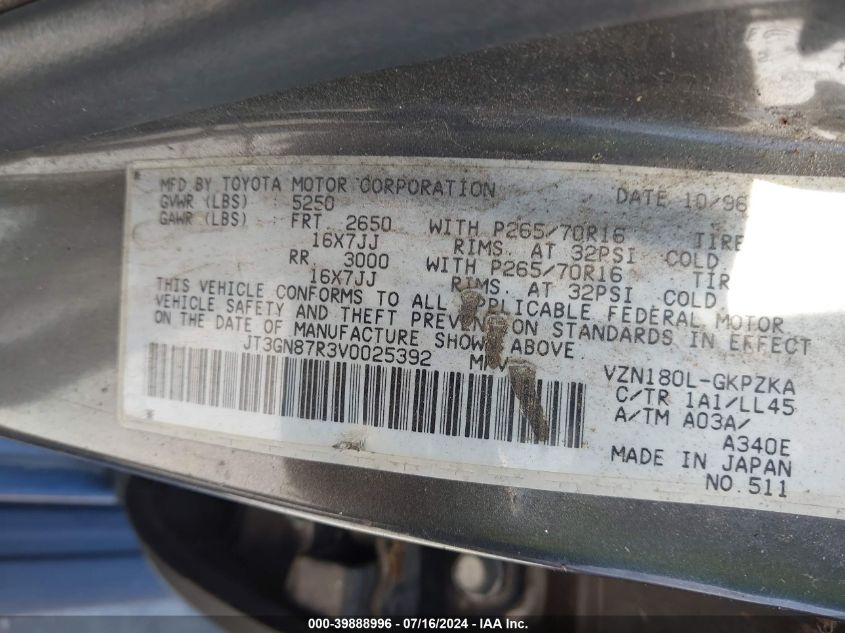 MFD BY TOYOTA MOTOR CORPORATION DATE 10/96
GVWR (LBS) 5250
GAWR (LBS) FRT 2650 WITH P265/70R16 TIRE
16X7JJ RIMS. AT 32PSI COLD
RR. 3000 WITH P265/70R16 TIR
16X7JJ RIMS. AT 32PSI COLD
THIS VEHICLE CONFORMS TO ALL APPLICABLE FEDERAL MOTOR
VEHICLE SAFETY AND THEFT PREVENTION STANDARDS IN EFFECT
ON THE DATE OF MANUFACTURE SHOWN ABOVE.
JT3GN87R3V0025392 MPV
VZN180L-GKPZKA
C/TR 1A1/LL45
A/TM A03A/
A340E
MADE IN JAPAN
NO.511
000-39888996 - 07/16/2024 - IAA Inc.